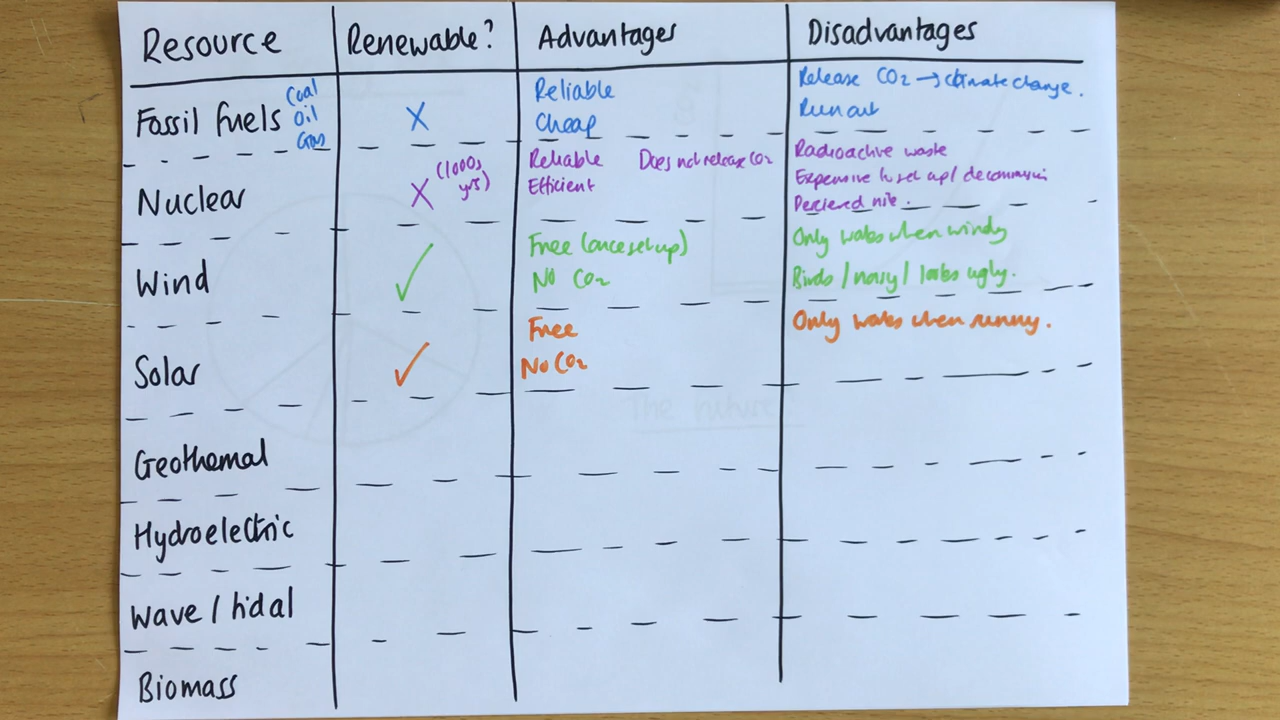 Resource Renewable? Advantages Disadvantages
Fossil fuels Coal Oil Gas X Reliable Cheap Release CO2 → climate change. Run out
Nuclear X (1000s yrs) Reliable Does not release CO2 Efficient Radioactive waste Expensive to set up / Perceived risk.
Wind ✓ Free (once set up) No CO2 Only works when windy Birds / noisy / looks ugly.
Solar ✓ Free No CO2 Only works when sunny.
Geothermal
Hydroelectric
Wave / tidal
Biomass